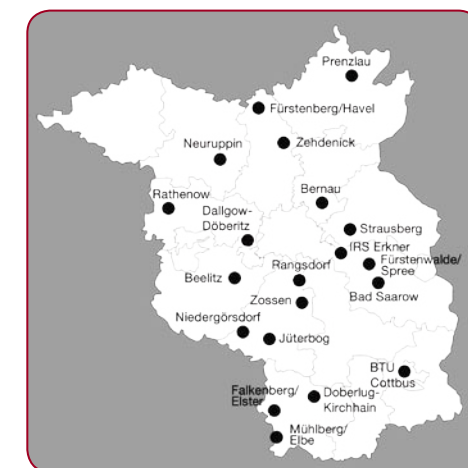 Prenzlau
Fürstenberg/Havel
Neuruppin
Zehdenick
Bernau
Rathenow
Dallgow-
Döberitz
Strausberg
IRS Erkner
Fürstenwalde/
Spree
Beelitz
Rangsdorf
Bad Saarow
Zossen
Niedergörsdorf
Jüterbog
BTU
Cottbus
Falkenberg/
Elster
Doberlug-
Kirchhain
Mühlberg/
Elbe